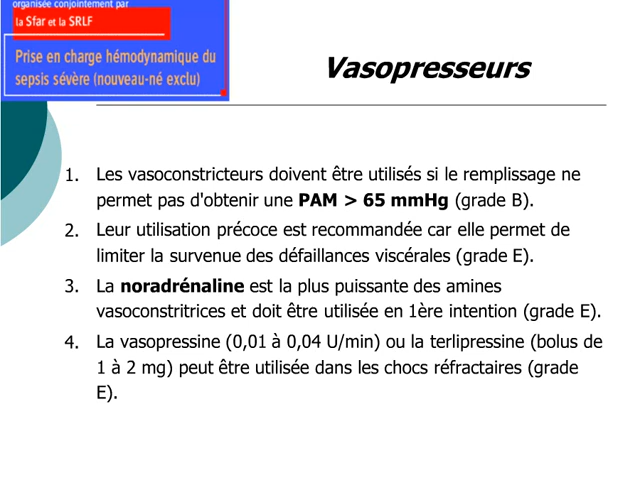 organisée conjointement par
la Sfar et la SRLF
Prise en charge hémodynamique du
sepsis sévère (nouveau-né exclu)
Vasopresseurs
1. Les vasoconstricteurs doivent être utilisés si le remplissage ne
permet pas d'obtenir une PAM > 65 mmHg (grade B).
2. Leur utilisation précoce est recommandée car elle permet de
limiter la survenue des défaillances viscérales (grade E).
3. La noradrénaline est la plus puissante des amines
vasoconstritrices et doit être utilisée en 1ère intention (grade E).
4. La vasopressine (0,01 à 0,04 U/min) ou la terlipressine (bolus de
1 à 2 mg) peut être utilisée dans les chocs réfractaires (grade
E).